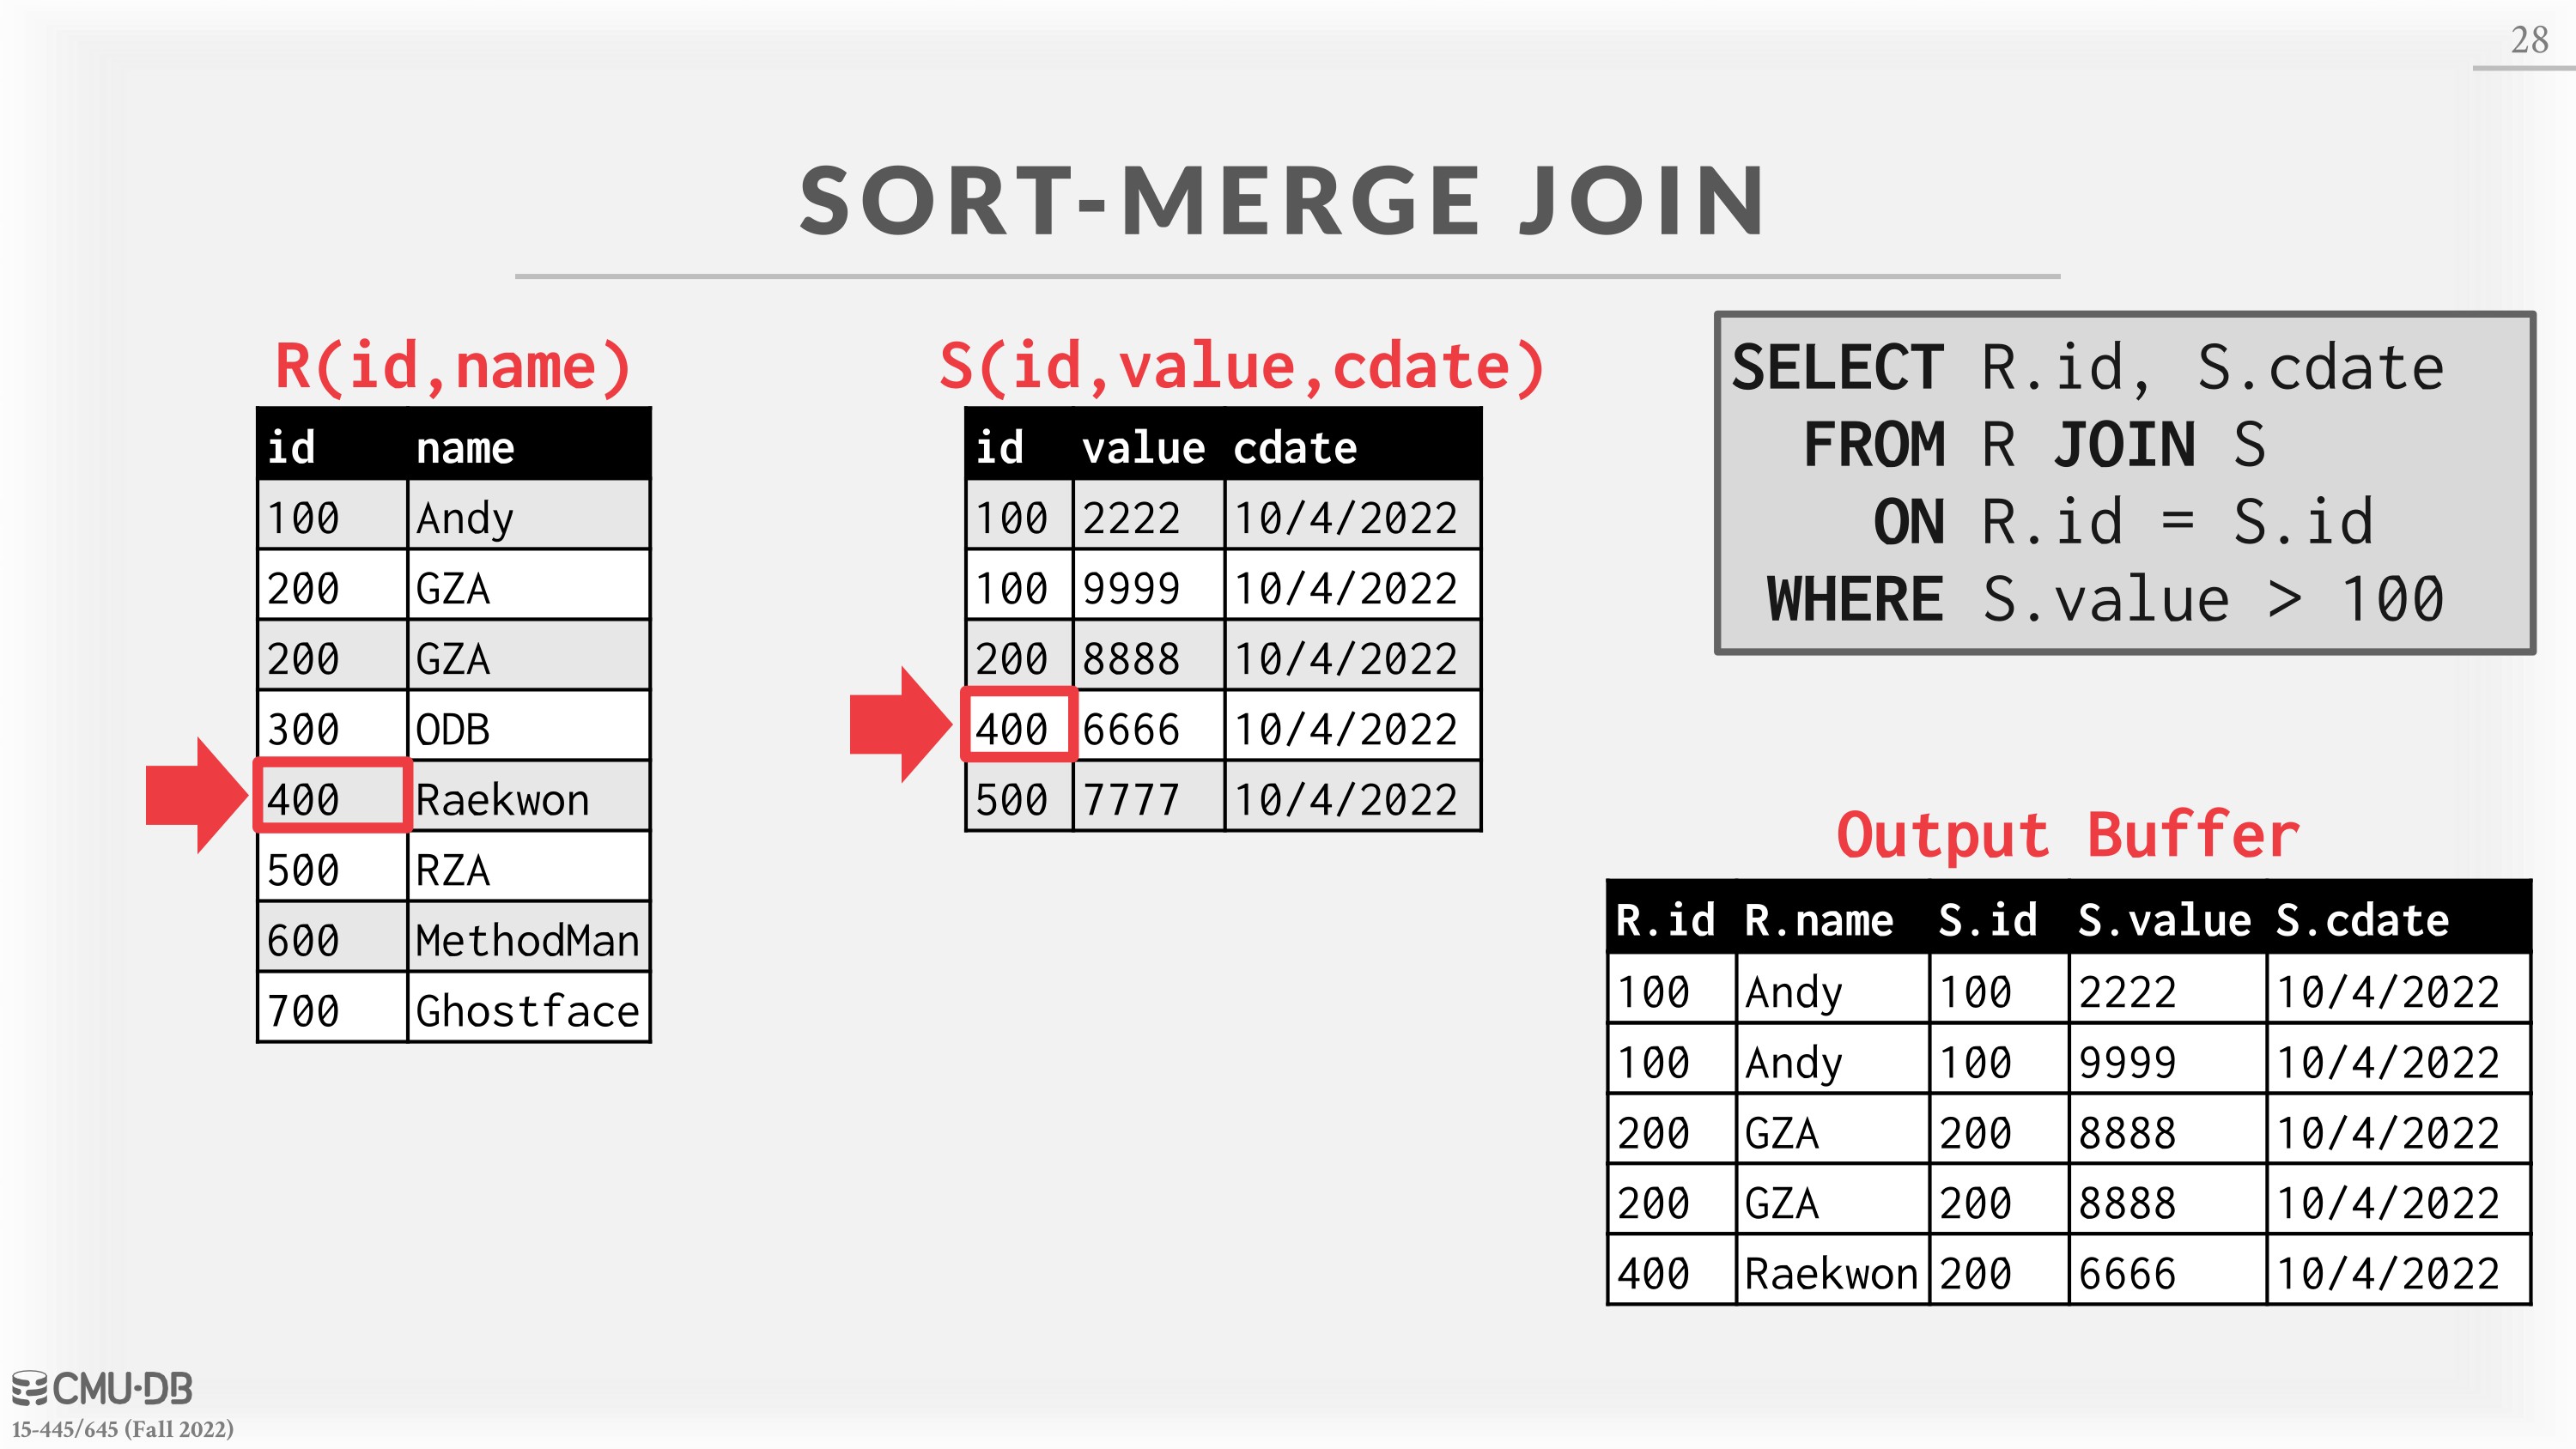 28
SORT-MERGE JOIN
R(id,name)
id name
100 Andy
200 GZA
200 GZA
300 ODB
400 Raekwon
500 RZA
600 MethodMan
700 Ghostface
S(id,value,cdate)
id value cdate
100 2222 10/4/2022
100 9999 10/4/2022
200 8888 10/4/2022
400 6666 10/4/2022
500 7777 10/4/2022
SELECT R.id, S.cdate
FROM R JOIN S
ON R.id = S.id
WHERE S.value > 100
Output Buffer
R.id R.name S.id S.value S.cdate
100 Andy 100 2222 10/4/2022
100 Andy 100 9999 10/4/2022
200 GZA 200 8888 10/4/2022
200 GZA 200 8888 10/4/2022
400 Raekwon 200 6666 10/4/2022
CMU·DB
15-445/645 (Fall 2022)